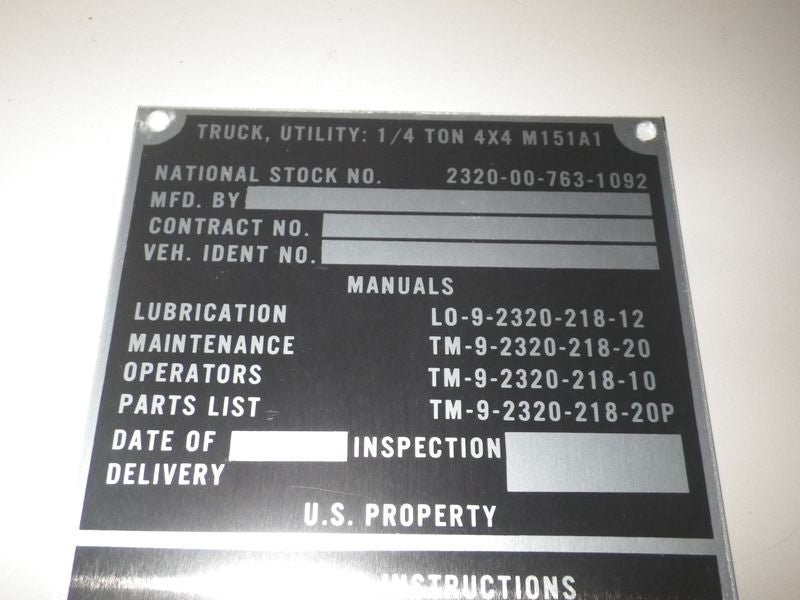 TRUCK, UTILITY: 1/4 TON 4X4 M151A1
NATIONAL STOCK NO. 2320-00-763-1092
MFD. BY
CONTRACT NO.
VEH. IDENT NO.
MANUALS
LUBRICATION LO-9-2320-218-12
MAINTENANCE TM-9-2320-218-20
OPERATORS TM-9-2320-218-10
PARTS LIST TM-9-2320-218-20P
DATE OF INSPECTION
DELIVERY
U.S. PROPERTY
INSTRUCTIONS